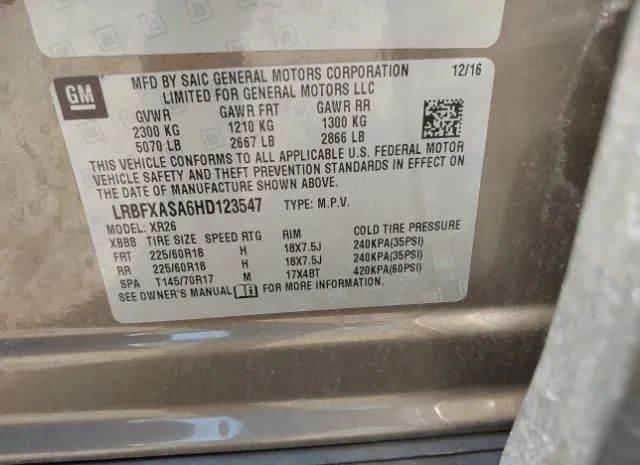 GM
MFD BY SAIC GENERAL MOTORS CORPORATION 12/16
LIMITED FOR GENERAL MOTORS LLC
GVWR GAWR FRT GAWR RR
2300 KG 1210 KG 1300 KG
5070 LB 2667 LB 2866 LB
THIS VEHICLE CONFORMS TO ALL APPLICABLE U.S. FEDERAL MOTOR
VEHICLE SAFETY AND THEFT PREVENTION STANDARDS IN EFFECT ON
THE DATE OF MANUFACTURE SHOWN ABOVE.
LRBFXASA6HD123547 TYPE: M.P.V.
MODEL: XR26
XBBB TIRE SIZE SPEED RTG RIM COLD TIRE PRESSURE
FRT 225/60R18 H 18X7.5J 240KPA(35PSI)
RR 225/60R18 H 18X7.5J 240KPA(35PSI)
SPA T145/70R17 M 17X4BT 420KPA(60PSI)
SEE OWNER'S MANUAL FOR MORE INFORMATION.